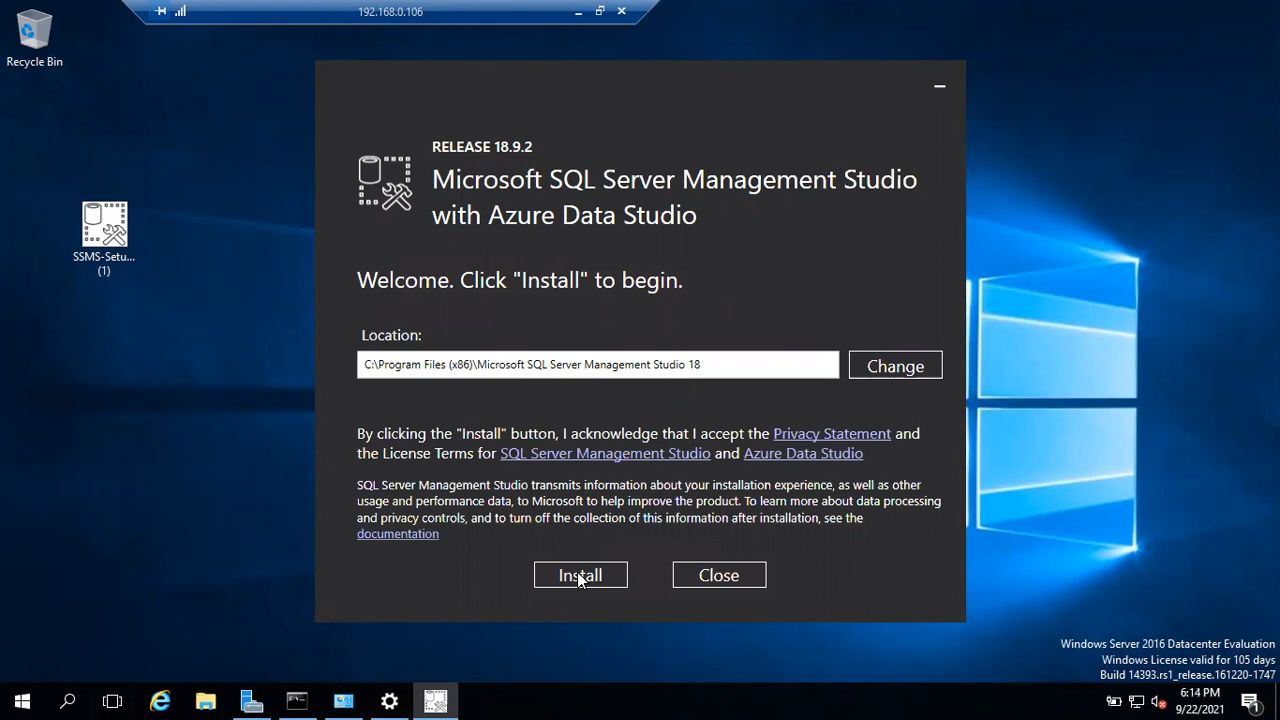 192.168.0.106
Recycle Bin
SSMS-Setu...
(1)
RELEASE 18.9.2
Microsoft SQL Server Management Studio
with Azure Data Studio
Welcome. Click "Install" to begin.
Location:
C:\Program Files (x86)\Microsoft SQL Server Management Studio 18
Change
By clicking the "Install" button, I acknowledge that I accept the Privacy Statement and
the License Terms for SQL Server Management Studio and Azure Data Studio
SQL Server Management Studio transmits information about your installation experience, as well as other
usage and performance data, to Microsoft to help improve the product. To learn more about data processing
and privacy controls, and to turn off the collection of this information after installation, see the
documentation
Install
Close
Windows Server 2016 Datacenter Evaluation
Windows License valid for 105 days
Build 14393.rs1_release.161220-1747
6:14 PM
9/22/2021
1